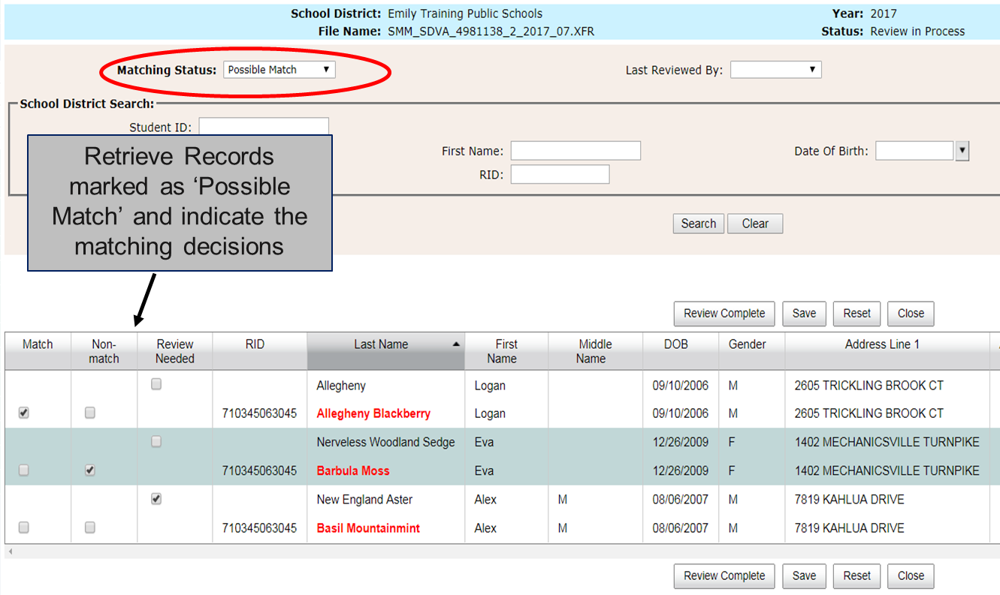 School District: Emily Training Public Schools Year: 2017
File Name: SMM_SDVA_4981138_2_2017_07.XFR Status: Review in Process
Matching Status: Possible Match Last Reviewed By:
School District Search:
Student ID:
First Name: Date Of Birth:
RID:
Retrieve Records
marked as ‘Possible
Match’ and indicate the
matching decisions
Search Clear
Review Complete Save Reset Close
Match Non-match Review Needed RID Last Name First Name Middle Name DOB Gender Address Line 1
Allegheny Logan 09/10/2006 M 2605 TRICKLING BROOK CT
710345063045 Allegheny Blackberry Logan 09/10/2006 M 2605 TRICKLING BROOK CT
Nerveless Woodland Sedge Eva 12/26/2009 F 1402 MECHANICSVILLE TURNPIKE
710345063045 Barbula Moss Eva 12/26/2009 F 1402 MECHANICSVILLE TURNPIKE
New England Aster Alex M 08/06/2007 M 7819 KAHLUA DRIVE
710345063045 Basil Mountainmint Alex M 08/06/2007 M 7819 KAHLUA DRIVE
Review Complete Save Reset Close